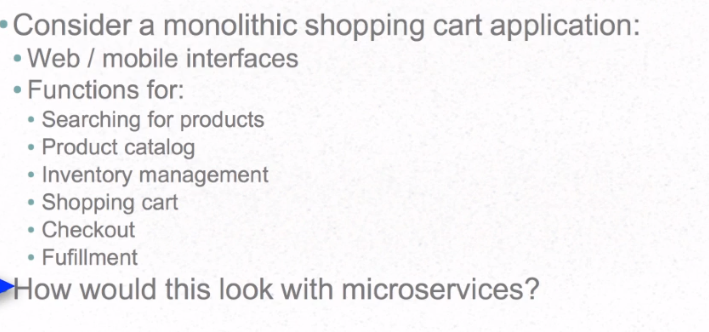 • Consider a monolithic shopping cart application:
• Web / mobile interfaces
• Functions for:
• Searching for products
• Product catalog
• Inventory management
• Shopping cart
• Checkout
• Fufillment
How would this look with microservices?